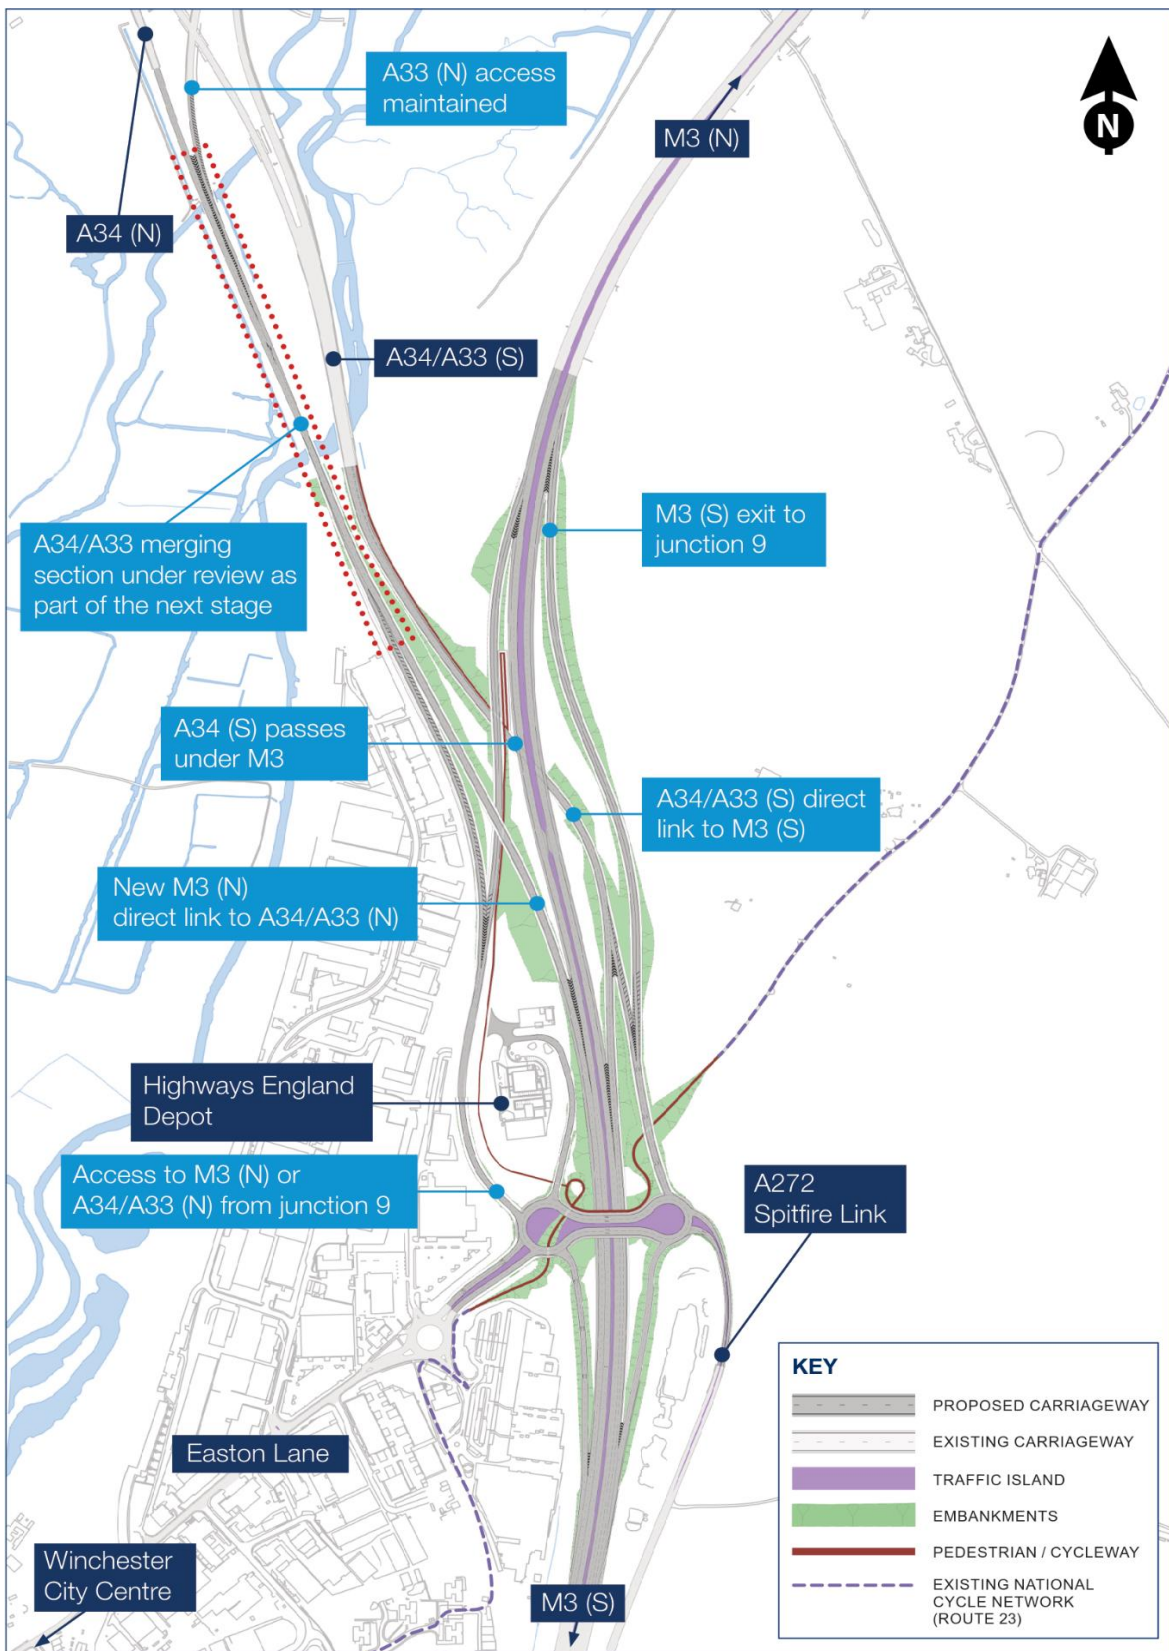 A33 (N) access
maintained
M3 (N)
N
A34 (N)
A34/A33 (S)
M3 (S) exit to
junction 9
A34/A33 merging
section under review as
part of the next stage
A34 (S) passes
under M3
A34/A33 (S) direct
link to M3 (S)
New M3 (N)
direct link to A34/A33 (N)
Highways England
Depot
Access to M3 (N) or
A34/A33 (N) from junction 9
A272
Spitfire Link
Easton Lane
Winchester
City Centre
M3 (S)
KEY
PROPOSED CARRIAGEWAY
EXISTING CARRIAGEWAY
TRAFFIC ISLAND
EMBANKMENTS
PEDESTRIAN / CYCLEWAY
EXISTING NATIONAL
CYCLE NETWORK
(ROUTE 23)